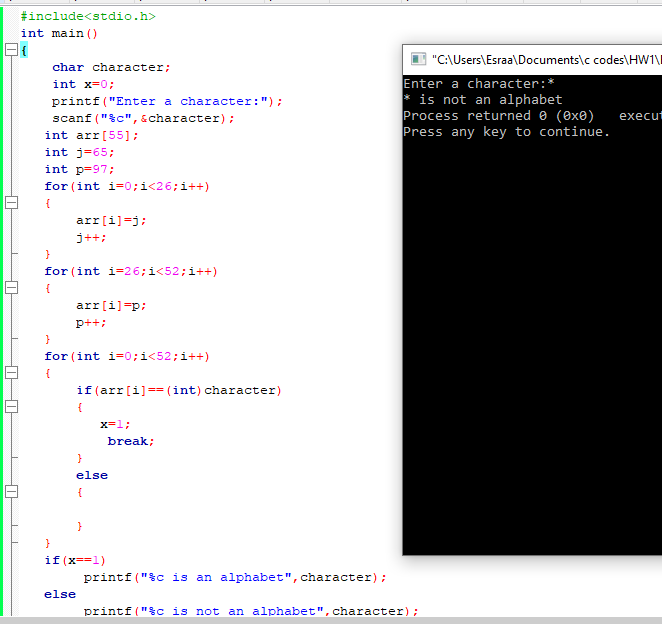 #include<stdio.h>
int main()
{
char character;
int x=0;
printf("Enter a character:");
scanf("%c",&character);
int arr[55];
int j=65;
int p=97;
for(int i=0;i<26;i++)
{
arr[i]=j;
j++;
}
for(int i=26;i<52;i++)
{
arr[i]=p;
p++;
}
for(int i=0;i<52;i++)
{
if(arr[i]==(int)character)
{
x=1;
break;
}
else
{
}
}
if(x==1)
printf("%c is an alphabet",character);
else
printf("%c is not an alphabet",character);
"C:\Users\Esraa\Documents\c codes\HW1\
Enter a character:*
* is not an alphabet
Process returned 0 (0x0) execut
Press any key to continue.